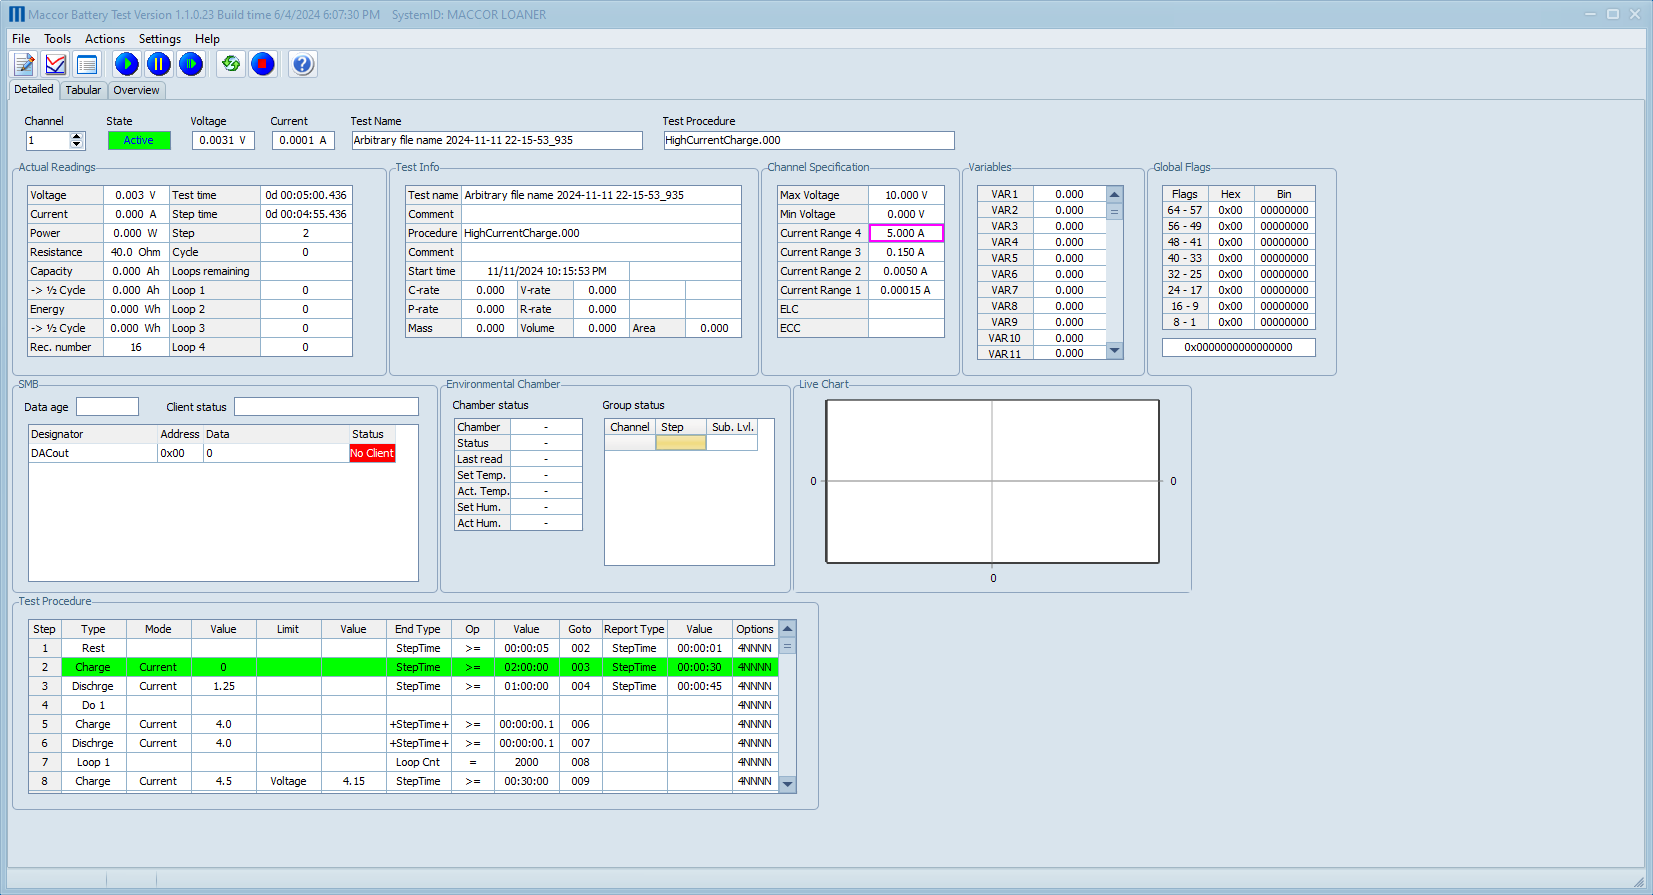 Maccor Battery Test Version 1.1.0.23 Build time 6/4/2024 6:07:30 PM SystemID: MACCOR LOANER
File Tools Actions Settings Help
Detailed Tabular Overview
Channel State Voltage Current Test Name Test Procedure
1 Active 0.0031 V 0.0001 A Arbitrary file name 2024-11-11 22-15-53_935 HighCurrentCharge.000
Actual Readings
Voltage 0.003 V Test time 0d 00:05:00.436
Current 0.000 A Step time 0d 00:04:55.436
Power 0.000 W Step 2
Resistance 40.0 Ohm Cycle 0
Capacity 0.000 Ah Loops remaining
-> ½ Cycle 0.000 Ah Loop 1 0
Energy 0.000 Wh Loop 2 0
-> ½ Cycle 0.000 Wh Loop 3 0
Rec. number 16 Loop 4 0
Test Info
Test name Arbitrary file name 2024-11-11 22-15-53_935
Comment
Procedure HighCurrentCharge.000
Comment
Start time 11/11/2024 10:15:53 PM
C-rate 0.000 V-rate 0.000
P-rate 0.000 R-rate 0.000
Mass 0.000 Volume 0.000 Area 0.000
Channel Specification
Max Voltage 10.000 V
Min Voltage 0.000 V
Current Range 4 5.000 A
Current Range 3 0.150 A
Current Range 2 0.0050 A
Current Range 1 0.00015 A
ELC
ECC
Variables
VAR1 0.000
VAR2 0.000
VAR3 0.000
VAR4 0.000
VAR5 0.000
VAR6 0.000
VAR7 0.000
VAR8 0.000
VAR9 0.000
VAR10 0.000
VAR11 0.000
Global Flags
Flags Hex Bin
64 - 57 0x00 00000000
56 - 49 0x00 00000000
48 - 41 0x00 00000000
40 - 33 0x00 00000000
32 - 25 0x00 00000000
24 - 17 0x00 00000000
16 - 9 0x00 00000000
8 - 1 0x00 00000000
0x0000000000000000
SMB
Data age Client status
Designator Address Data Status
DACout 0x00 0 No Client
Environmental Chamber
Chamber status
Chamber -
Status -
Last read -
Set Temp. -
Act. Temp. -
Set Hum. -
Act Hum. -
Group status
Channel Step Sub. Lvl.
Live Chart
0 0
0
Test Procedure
Step Type Mode Value Limit Value End Type Op Value Goto Report Type Value Options
1 Rest StepTime >= 00:00:05 002 StepTime 00:00:01 4NNNN
2 Charge Current 0 StepTime >= 02:00:00 003 StepTime 00:00:30 4NNNN
3 Dischrge Current 1.25 StepTime >= 01:00:00 004 StepTime 00:00:45 4NNNN
4 Do 1 4NNNN
5 Charge Current 4.0 +StepTime+ >= 00:00:00.1 006 4NNNN
6 Dischrge Current 4.0 +StepTime+ >= 00:00:00.1 007 4NNNN
7 Loop 1 Loop Cnt = 2000 008 4NNNN
8 Charge Current 4.5 Voltage 4.15 StepTime >= 00:30:00 009 4NNNN